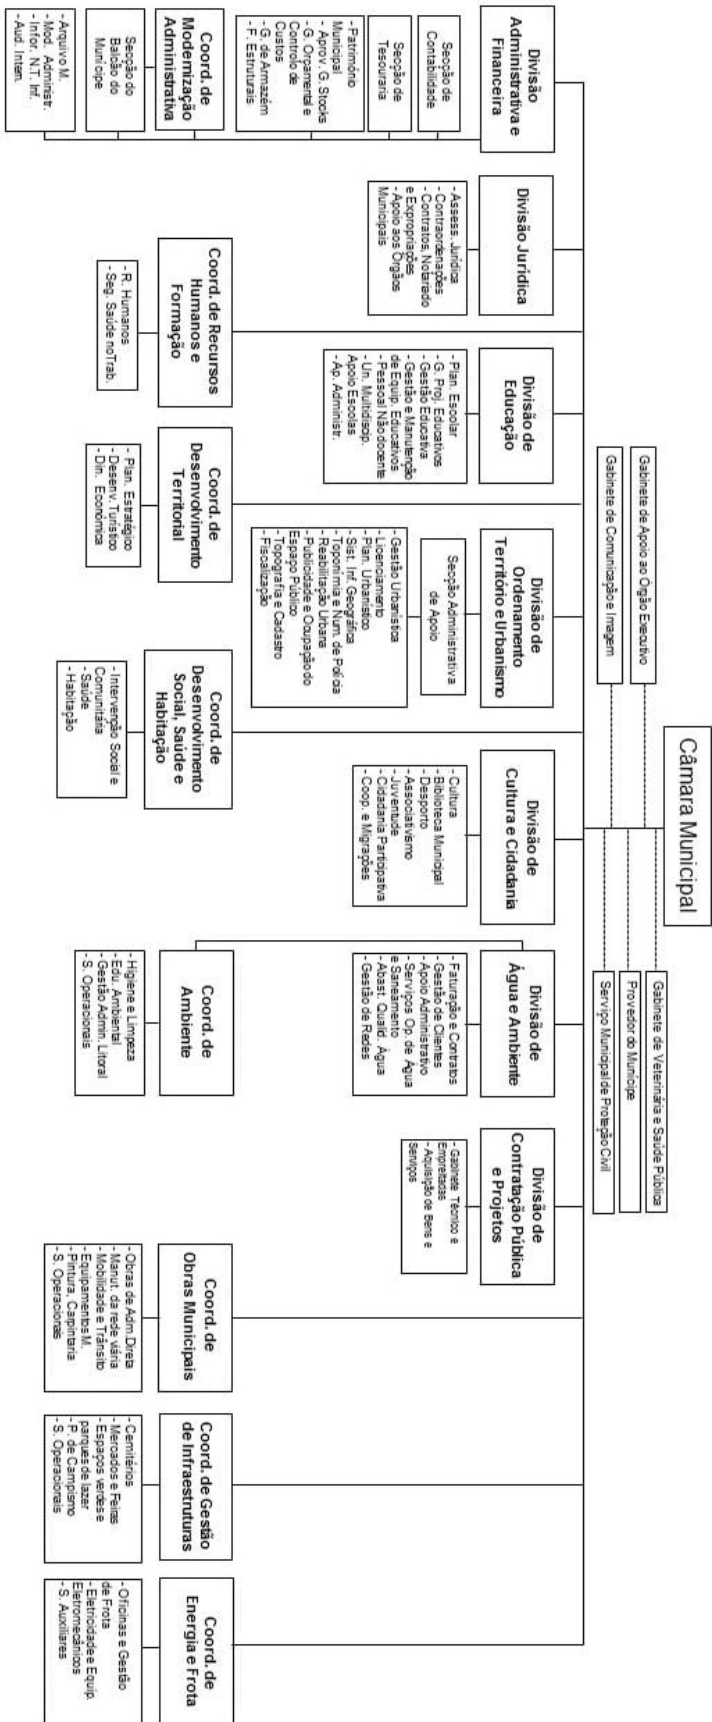 Câmara Municipal
Gabinete de Apoio ao Órgão Executivo
Gabinete de Comunicação e Imagem
Gabinete de Veterinária e Saúde Pública
Provedor do Munícipe
Serviço Municipal de Proteção Civil
Divisão
Administrativa e
Financeira
Secção de
Contabilidade
Secção de
Tesouraria
- Património
Municipal
- Aprov. G. Stocks
- G. Orçamental e
Controlo de
Custos
- G. de Armazém
- F. Estruturais
Coord. de
Modernização
Administrativa
Secção do
Balcão do
Munícipe
- Arquivo M.
- Mod. Administr.
- Infor. N.T. Inf.
- Aud. Intern.
Divisão Jurídica
- Assess. Jurídica
- Contraordenações
- Contratos, Notariado
e Expropriações
- Apoio aos Órgãos
Municipais
Coord. de Recursos
Humanos e
Formação
- R. Humanos
- Seg. Saúde no Trab.
Divisão de
Educação
- Plan. Escolar
- G. Proj. Educativos
- Gestão Educativa
- Gestão e Manutenção
de Equip. Educativos
- Pessoal Não docente
- Un. Multidiscip.
Apoio Escolas
- Ap. Administr.
Coord. de
Desenvolvimento
Territorial
- Plan. Estratégico
- Desenv. Turístico
- Din. Económica
Divisão de
Ordenamento
Território e Urbanismo
Secção Administrativa
de Apoio
- Gestão Urbanística
- Licenciamento
- Plan. Urbanístico
- Sist. Inf. Geográfica
- Toponímia e Num. de Polícia
- Reabilitação Urbana
- Publicidade e Ocupação do
Espaço Público
- Topografia e Cadastro
- Fiscalização
Coord. de
Desenvolvimento
Social, Saúde e
Habitação
- Intervenção Social e
Comunitária
- Saúde
- Habitação
Divisão de
Cultura e Cidadania
- Cultura
- Biblioteca Municipal
- Desporto
- Associativismo
- Juventude
- Cidadania Participativa
- Coop. e Migrações
Divisão de
Água e Ambiente
- Faturação e Contratos
- Gestão de Clientes
- Apoio Administrativo
- Serviços Op. de Água
e Saneamento
- Abast. Qualid. Água
- Gestão de Redes
Coord. de
Ambiente
- Higiene e Limpeza
- Edu. Ambiental
- Gestão Admin. Litoral
- S. Operacionais
Divisão de
Contratação Pública
e Projetos
- Gabinete Técnico e
Empreitadas
- Aquisição de Bens e
Serviços
Coord. de
Obras Municipais
- Obras de Adm.Direta
- Manut. da rede viária
- Mobilidade e Trânsito
- Equipamentos M.
- Pintura, Carpintaria
- S. Operacionais
Coord. de Gestão
de Infraestruturas
- Cemitérios
- Mercados e Feiras
- Espaços verdes e
parques de lazer
- P. de Campismo
- S. Operacionais
Coord. de
Energia e Frota
- Oficinas e Gestão
de Frota
- Eletricidade e Equip.
Eletromecânicos
- S. Auxiliares